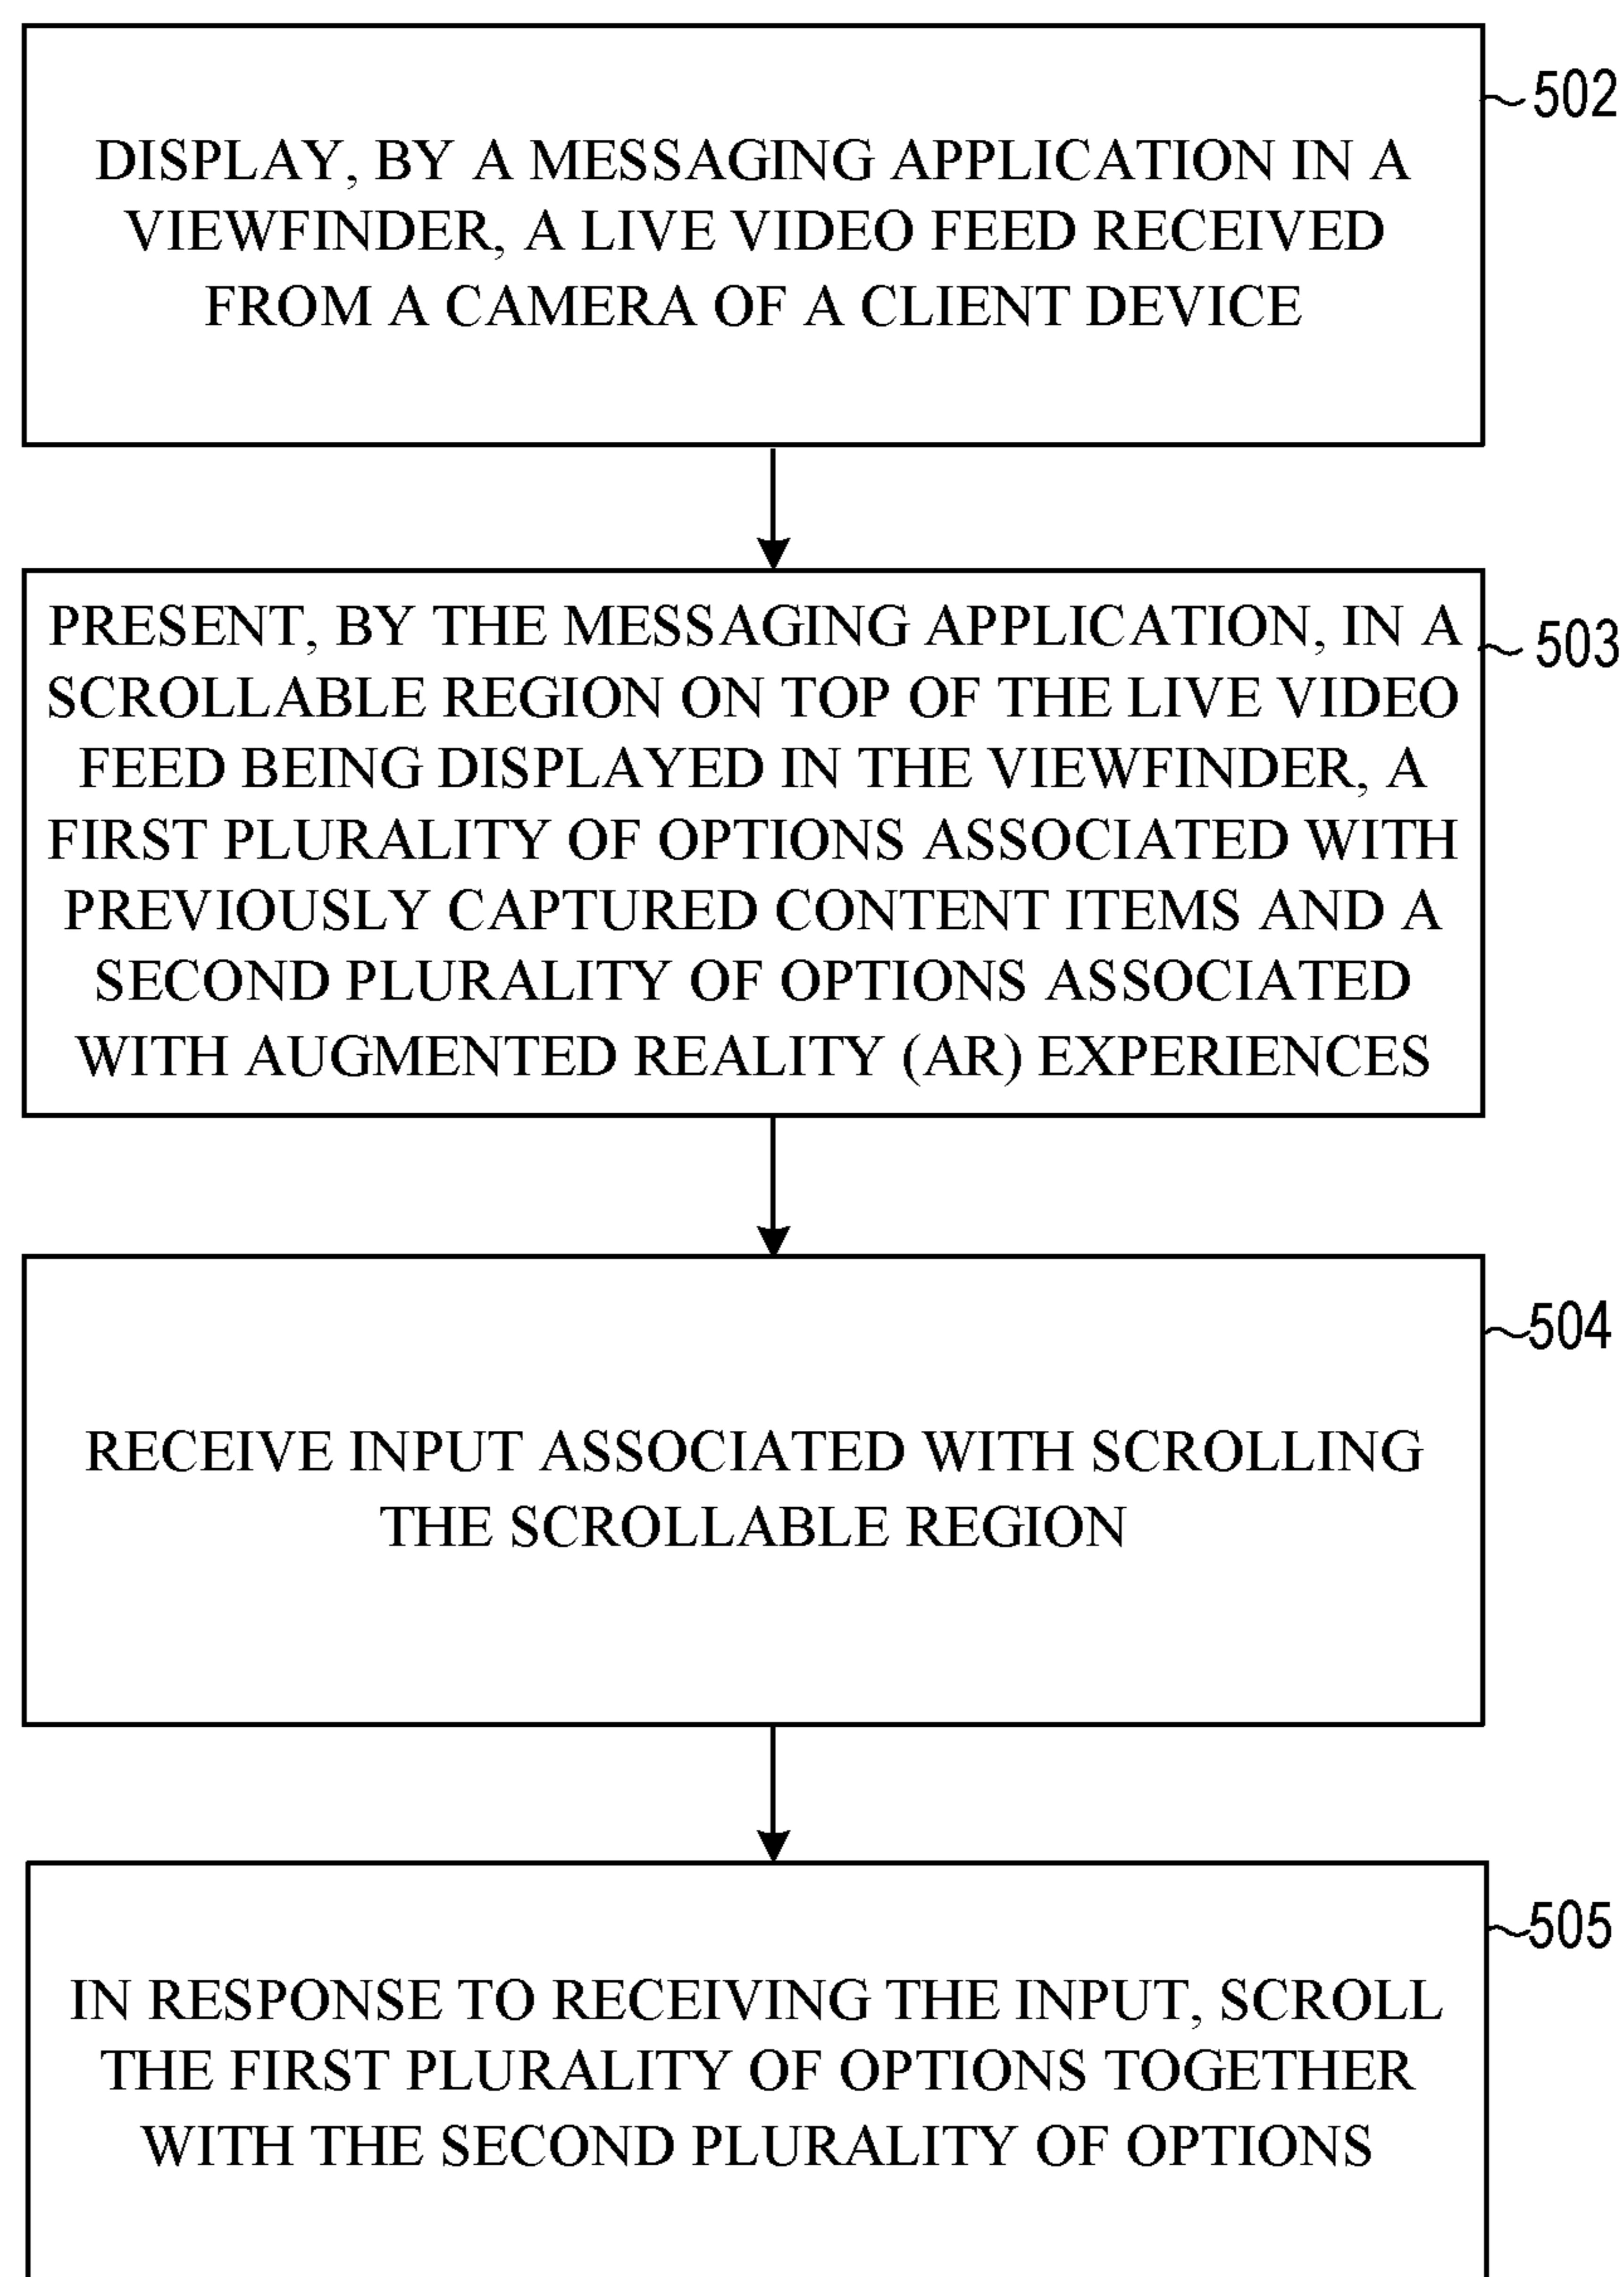 502
DISPLAY, BY A MESSAGING APPLICATION IN A
VIEWFINDER, A LIVE VIDEO FEED RECEIVED
FROM A CAMERA OF A CLIENT DEVICE
503
PRESENT, BY THE MESSAGING APPLICATION, IN A
SCROLLABLE REGION ON TOP OF THE LIVE VIDEO
FEED BEING DISPLAYED IN THE VIEWFINDER, A
FIRST PLURALITY OF OPTIONS ASSOCIATED WITH
PREVIOUSLY CAPTURED CONTENT ITEMS AND A
SECOND PLURALITY OF OPTIONS ASSOCIATED
WITH AUGMENTED REALITY (AR) EXPERIENCES
504
RECEIVE INPUT ASSOCIATED WITH SCROLLING
THE SCROLLABLE REGION
505
IN RESPONSE TO RECEIVING THE INPUT, SCROLL
THE FIRST PLURALITY OF OPTIONS TOGETHER
WITH THE SECOND PLURALITY OF OPTIONS